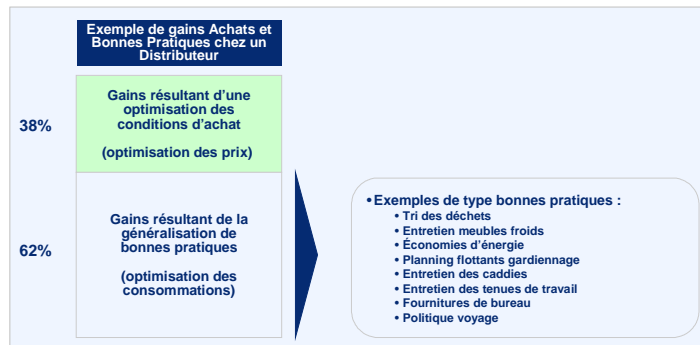 Exemple de gains Achats et
Bonnes Pratiques chez un
Distributeur
38%
Gains résultant d'une
optimisation des
conditions d'achat
(optimisation des prix)
62%
Gains résultant de la
généralisation de
bonnes pratiques
(optimisation des
consommations)
• Exemples de type bonnes pratiques :
• Tri des déchets
• Entretien meubles froids
• Économies d'énergie
• Planning flottants gardiennage
• Entretien des caddies
• Entretien des tenues de travail
• Fournitures de bureau
• Politique voyage